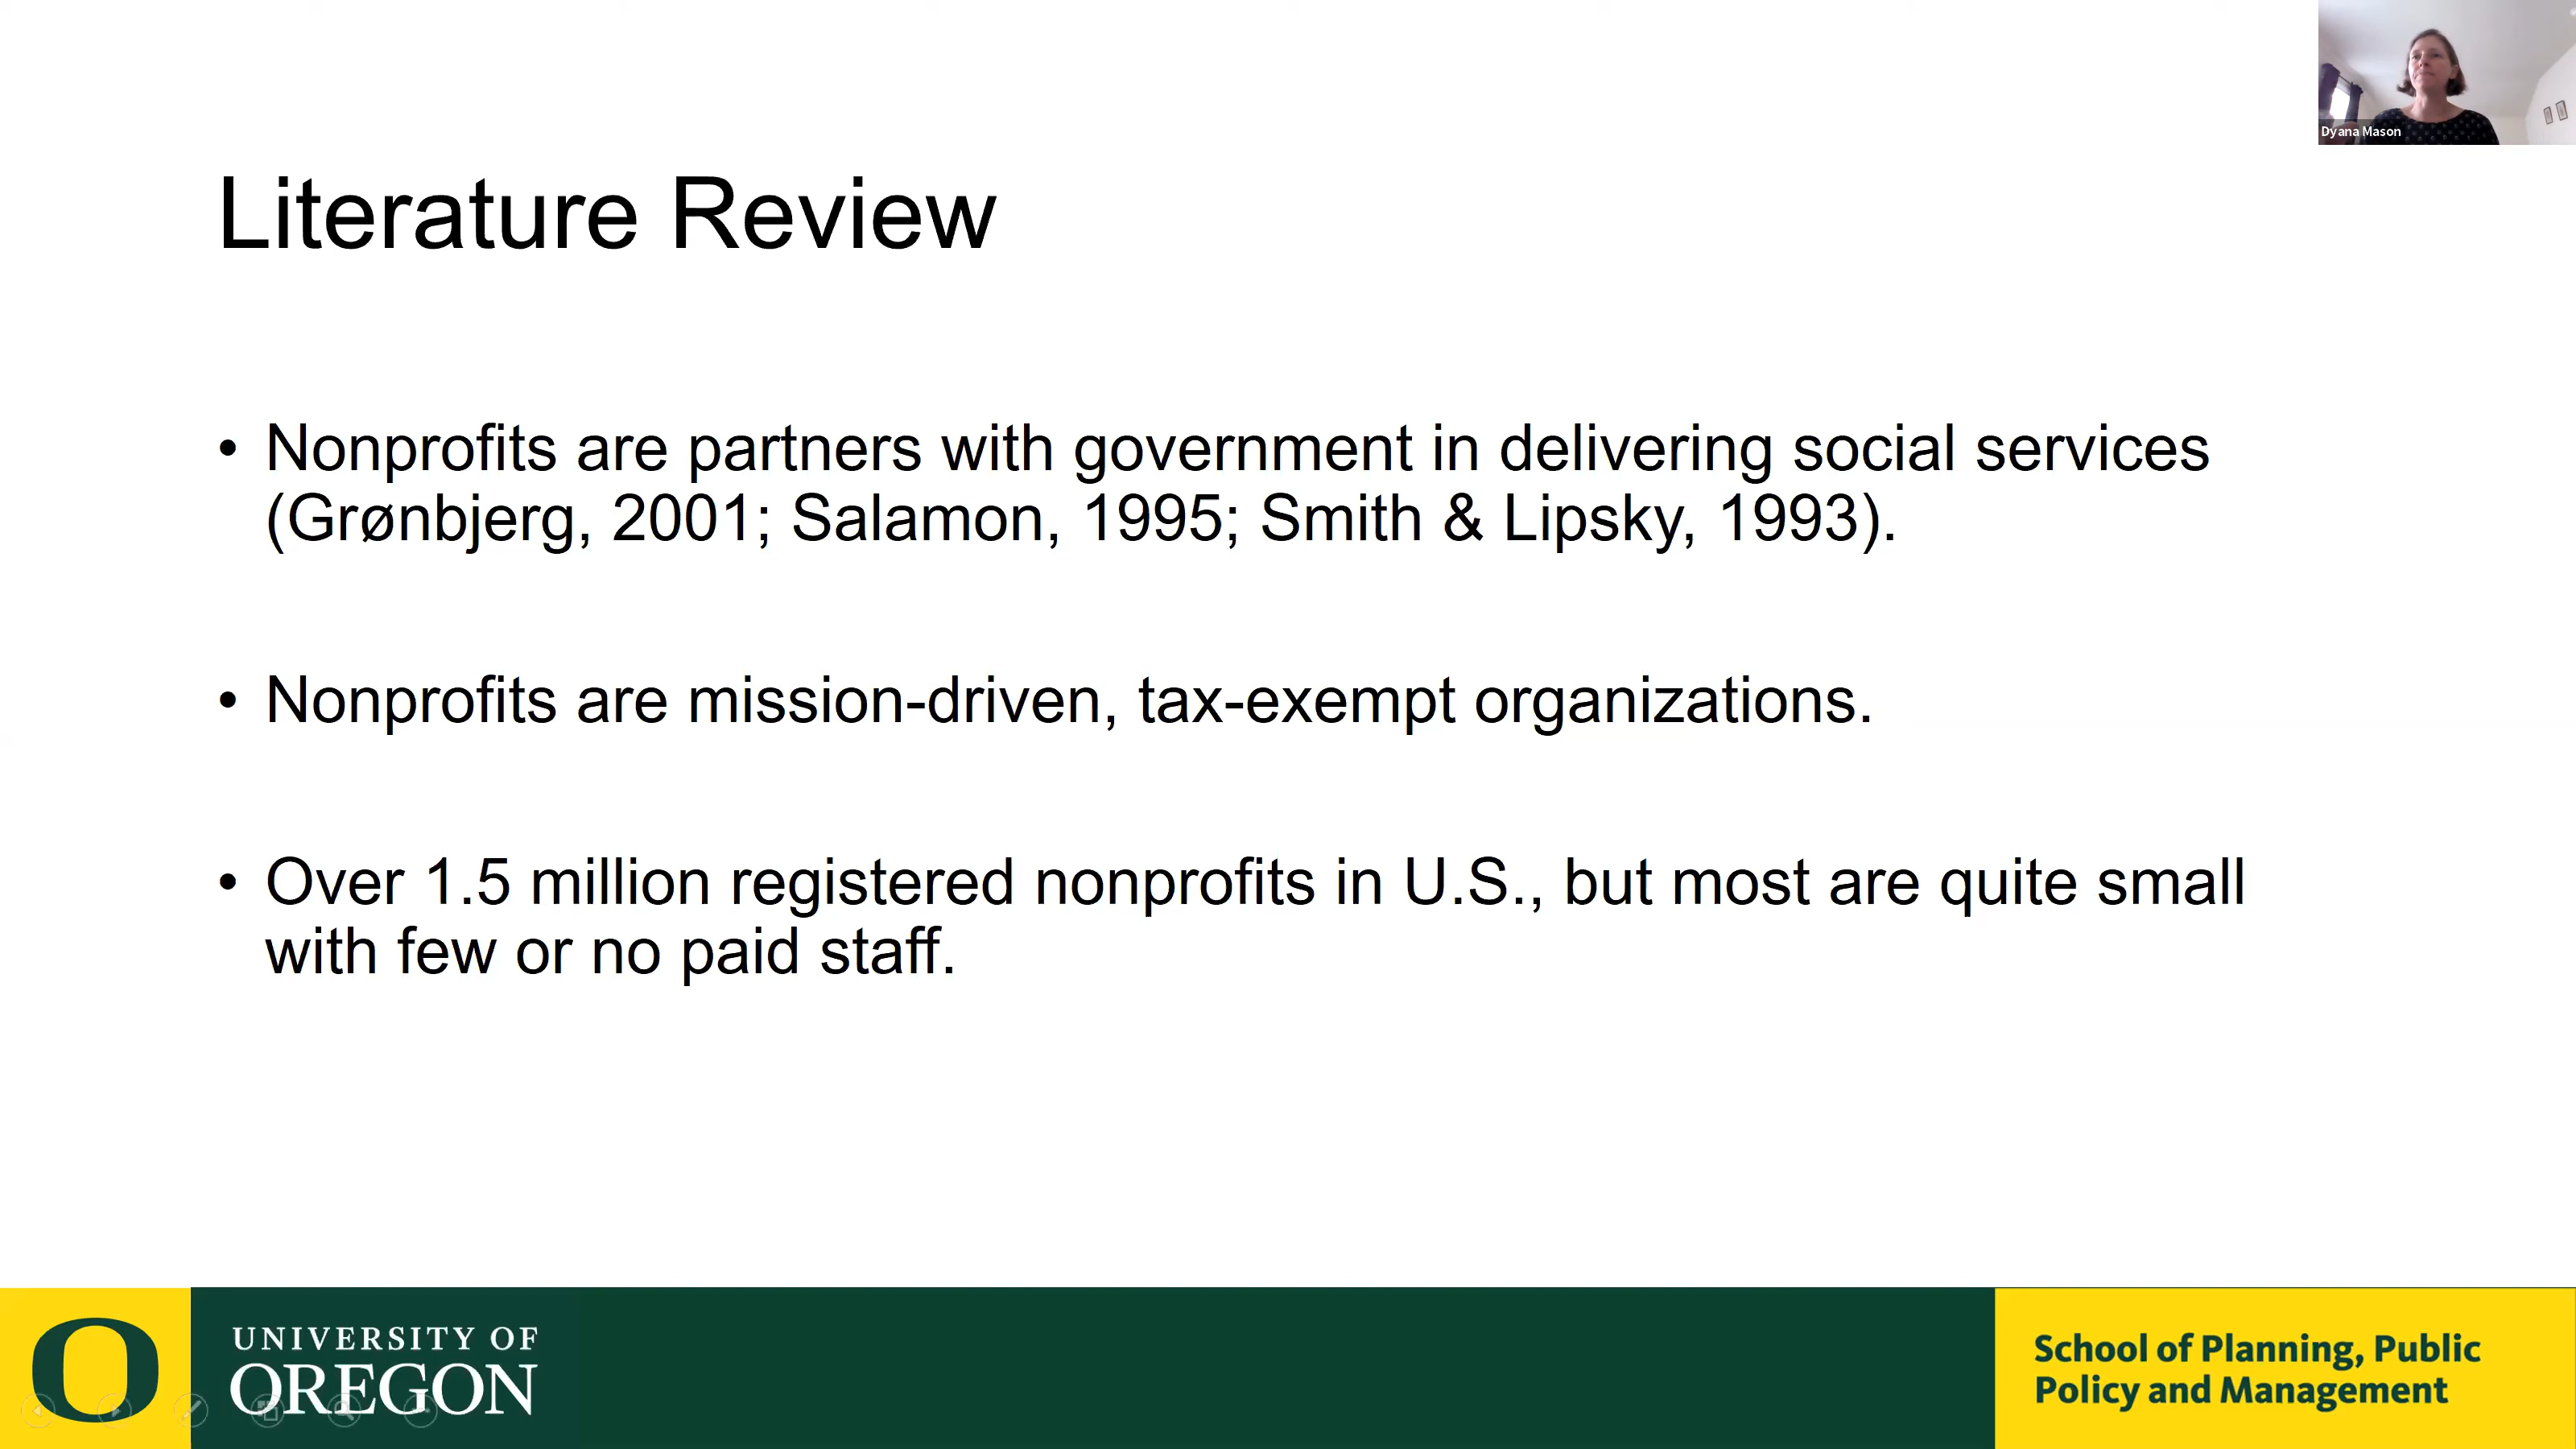 Dyana Mason
Literature Review
• Nonprofits are partners with government in delivering social services
(Grønbjerg, 2001; Salamon, 1995; Smith & Lipsky, 1993).
• Nonprofits are mission-driven, tax-exempt organizations.
• Over 1.5 million registered nonprofits in U.S., but most are quite small
with few or no paid staff.
O
UNIVERSITY OF
OREGON
School of Planning, Public
Policy and Management